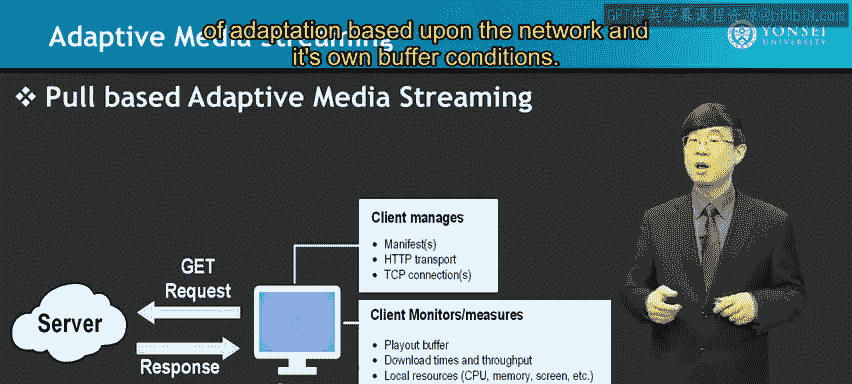 of adaptation based upon the network and
it's own buffer conditions.
Adaptive Media Streaming
YONSEI
UNIVERSITY
❖ Pull based Adaptive Media Streaming
Client manages
• Manifest(s)
• HTTP transport
• TCP connection(s)
GET
Request
Server
Response
Client Monitors/measures
• Playout buffer
• Download times and throughput
• Local resources (CPU, memory, screen, etc.)